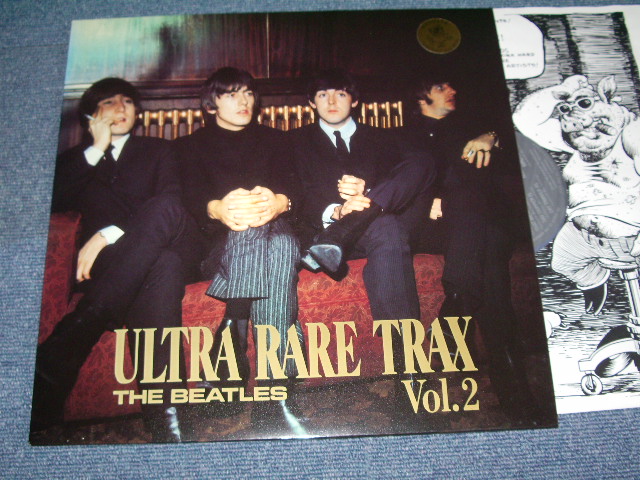 ULTRA RARE TRAX
THE BEATLES Vol.2